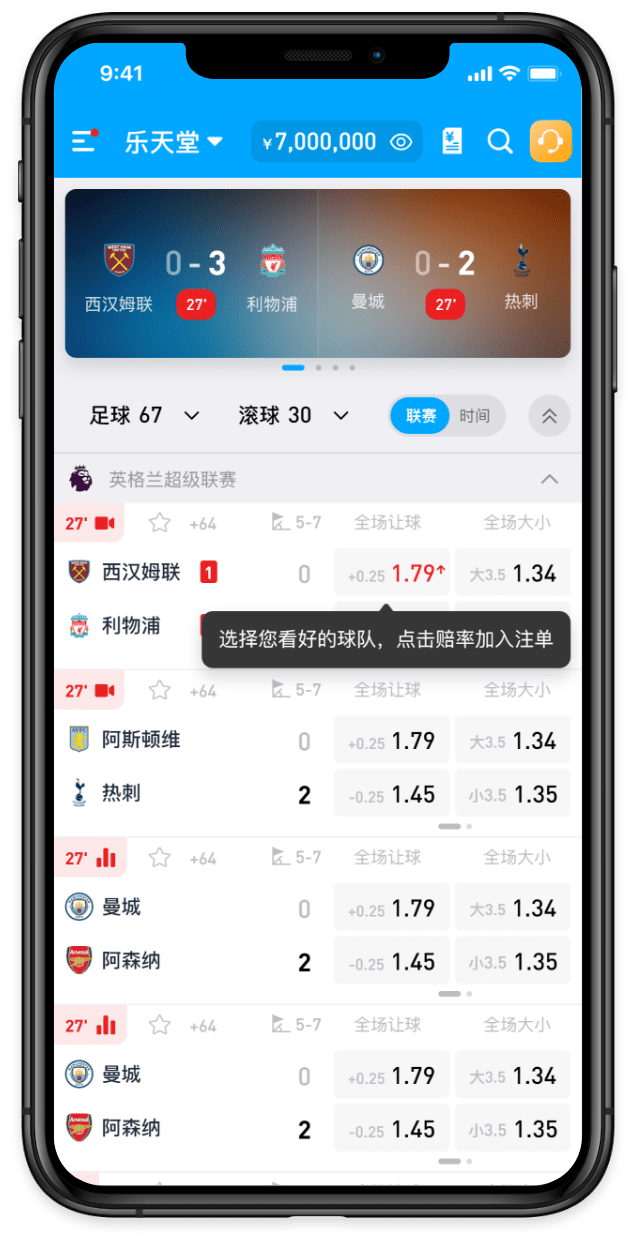 9:41
乐天堂 ¥7,000,000
0 - 3 0 - 2
西汉姆联 27' 利物浦 曼城 27' 热刺
足球 67 滚球 30 联赛 时间
英格兰超级联赛
27' +64 5-7 全场让球 全场大小
西汉姆联 1 0 +0.25 1.79↑ 大3.5 1.34
利物浦
选择您看好的球队，点击赔率加入注单
27' +64 5-7 全场让球 全场大小
阿斯顿维 0 +0.25 1.79 大3.5 1.34
热刺 2 -0.25 1.45 小3.5 1.35
27' +64 5-7 全场让球 全场大小
曼城 0 +0.25 1.79 大3.5 1.34
阿森纳 2 -0.25 1.45 小3.5 1.35
27' +64 5-7 全场让球 全场大小
曼城 0 +0.25 1.79 大3.5 1.34
阿森纳 2 -0.25 1.45 小3.5 1.35